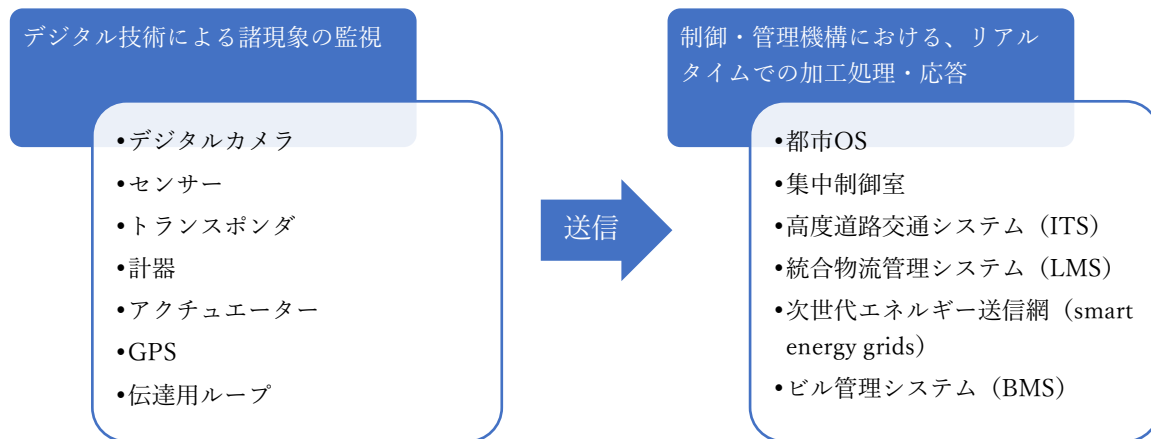 デジタル技術による諸現象の監視
•デジタルカメラ
•センサー
•トランスポンダ
•計器
•アクチュエーター
•GPS
•伝達用ループ
送信
制御・管理機構における、リアル
タイムでの加工処理・応答
•都市OS
•集中制御室
•高度道路交通システム（ITS）
•統合物流管理システム（LMS）
•次世代エネルギー送信網（smart
energy grids）
•ビル管理システム（BMS）